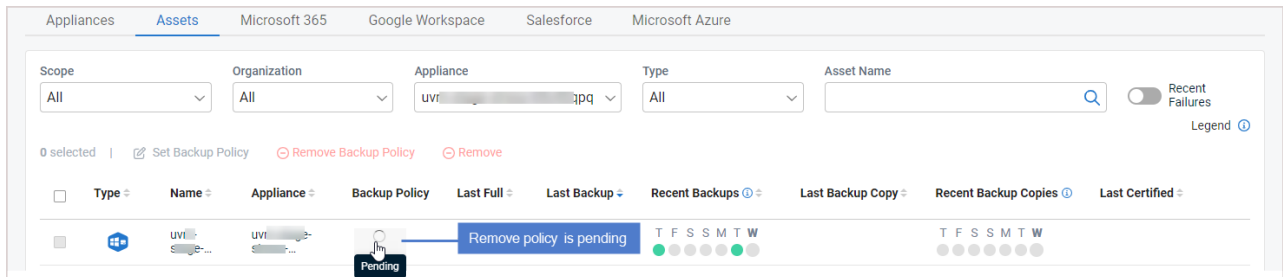 Appliances Assets Microsoft 365 Google Workspace Salesforce Microsoft Azure
Scope Organization Appliance Type Asset Name
All All uvr qpq All Recent
Failures
Legend
0 selected | Set Backup Policy Remove Backup Policy Remove
Type Name Appliance Backup Policy Last Full Last Backup Recent Backups Last Backup Copy Recent Backup Copies Last Certified
Remove policy is pending T F S S M T W T F S S M T W
Pending